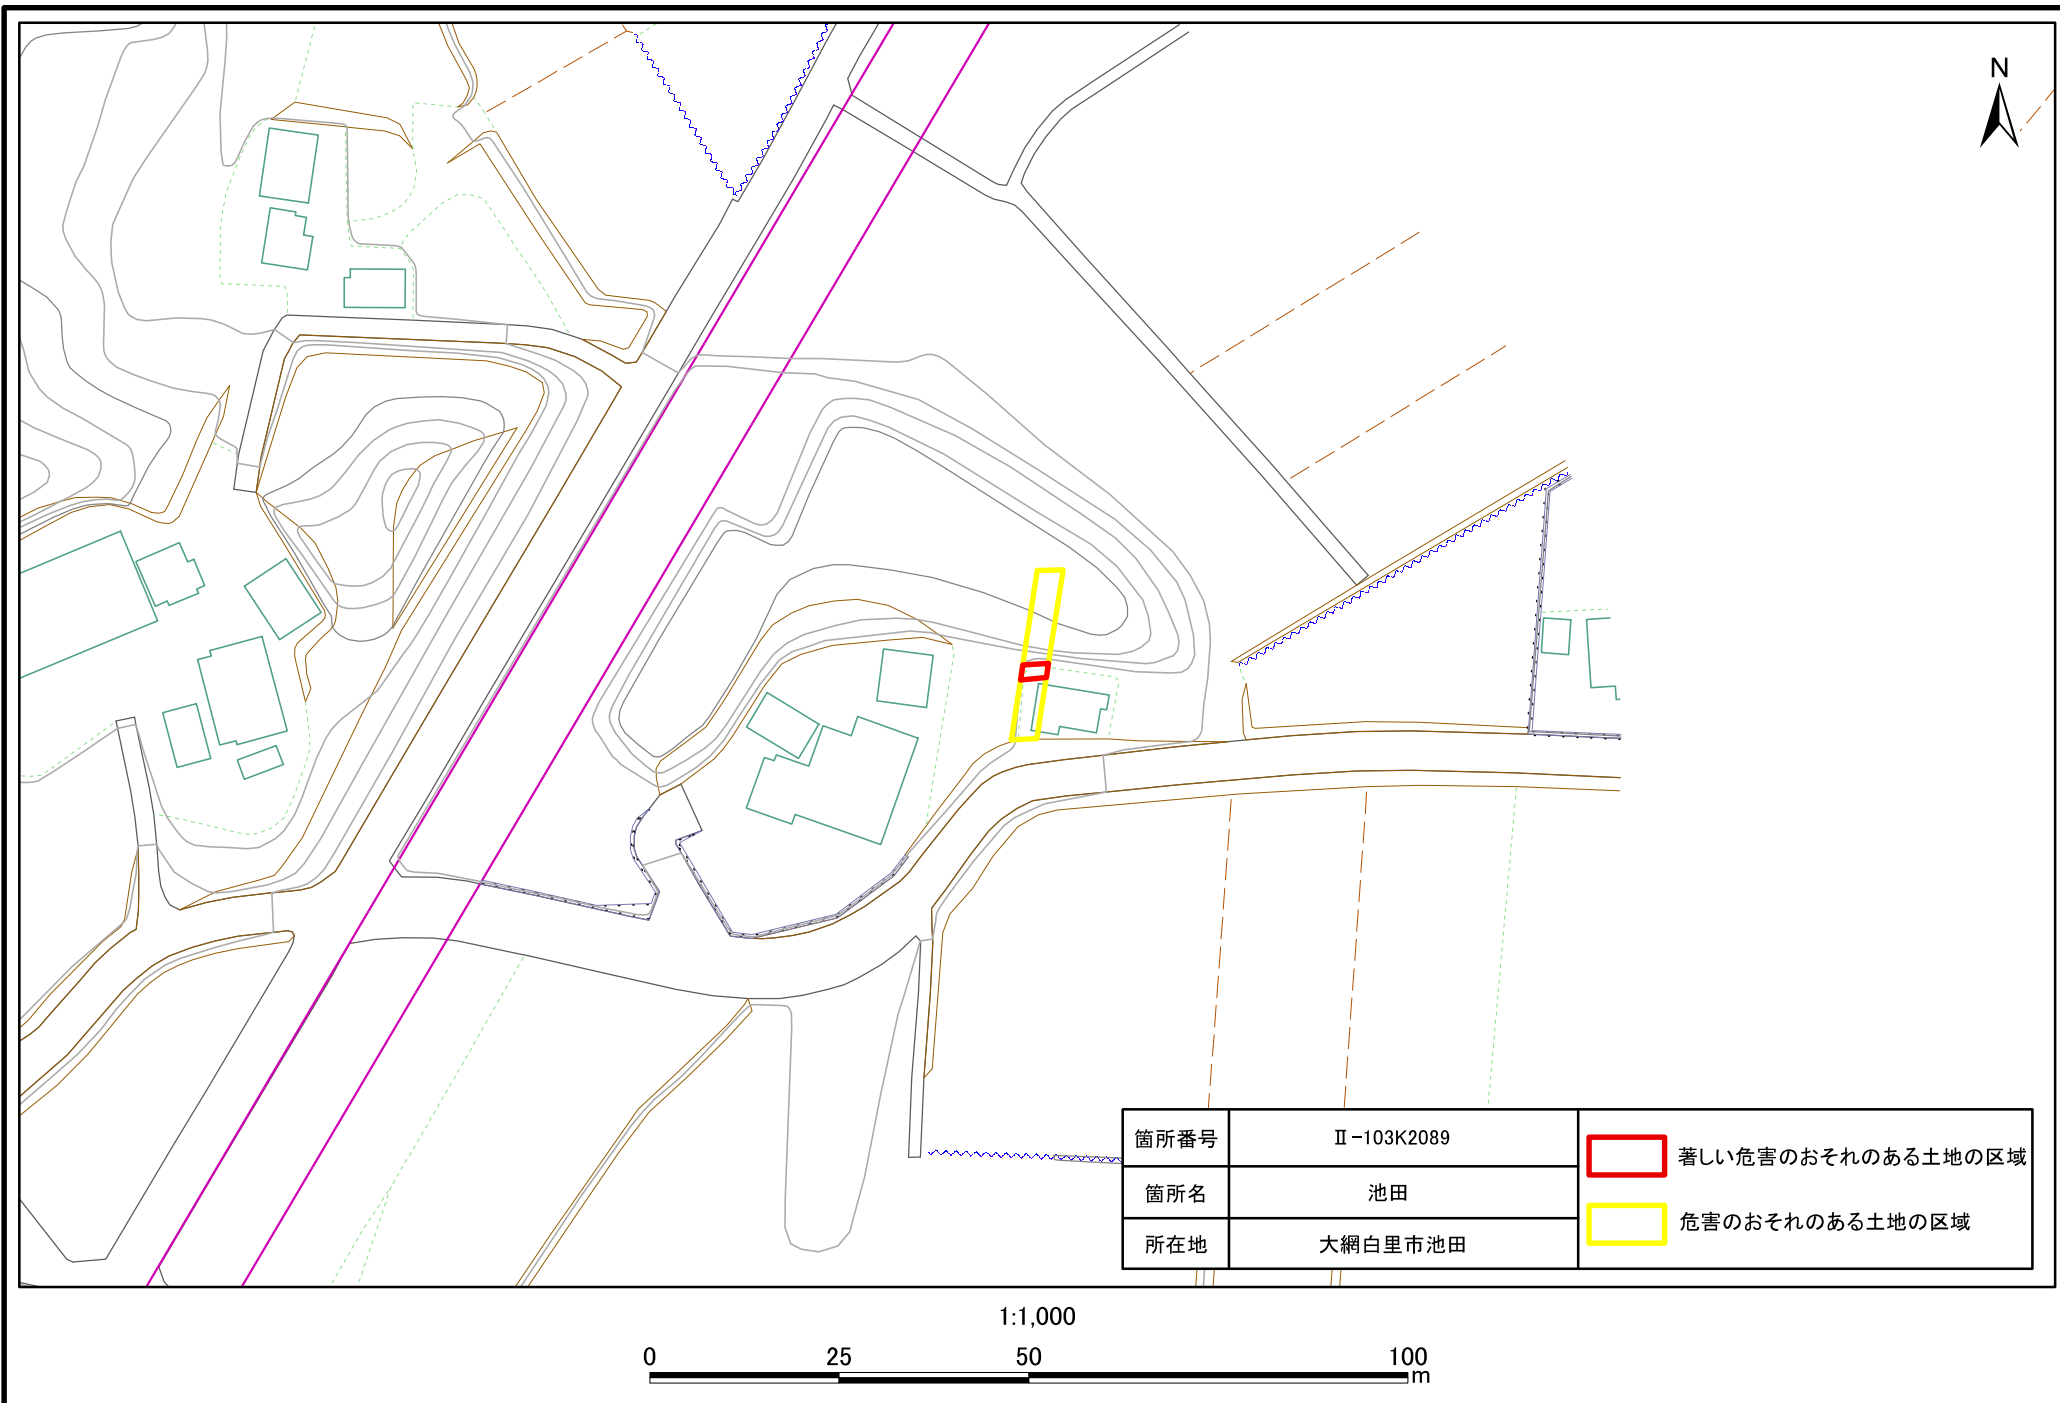 N
箇所番号 Ⅱ-103K2089
箇所名 池田
所在地 大網白里市池田
著しい危害のおそれのある土地の区域
危害のおそれのある土地の区域
1:1,000
0 25 50 100
m